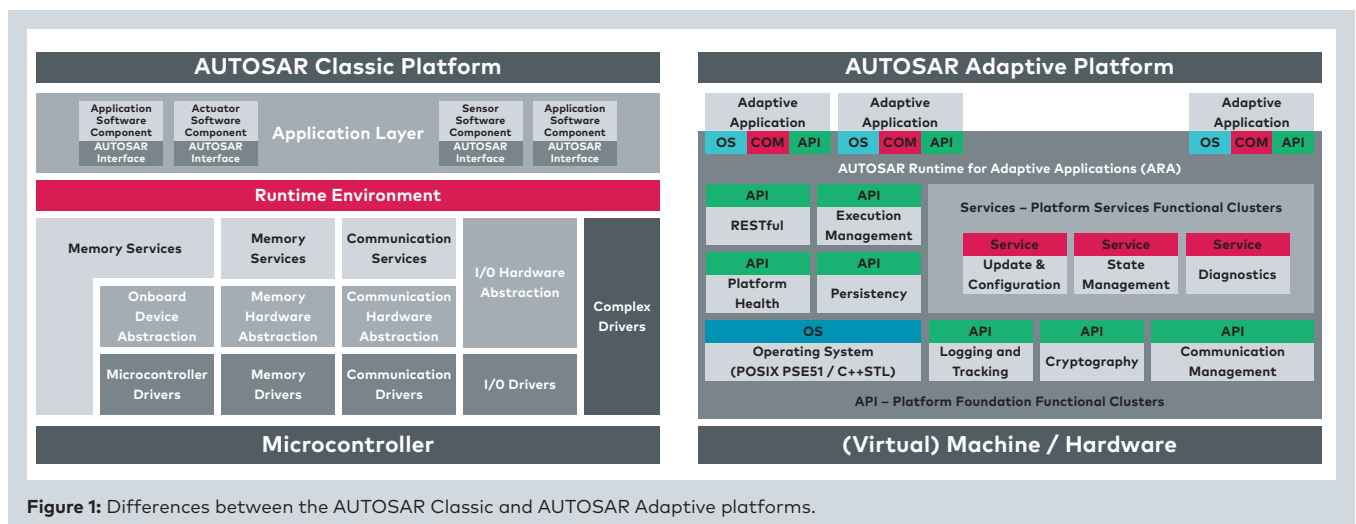 AUTOSAR Classic Platform
Application
Software
Component
AUTOSAR
Interface
Actuator
Software
Component
AUTOSAR
Interface
Application Layer
Sensor
Software
Component
AUTOSAR
Interface
Application
Software
Component
AUTOSAR
Interface
Runtime Environment
Memory Services
Memory
Services
Communication
Services
I/O Hardware
Abstraction
Complex
Drivers
Onboard
Device
Abstraction
Memory
Hardware
Abstraction
Communication
Hardware
Abstraction
Microcontroller
Drivers
Memory
Drivers
Communication
Drivers
I/O Drivers
Microcontroller
AUTOSAR Adaptive Platform
Adaptive
Application
OS COM API
Adaptive
Application
OS COM API
Adaptive
Application
OS COM API
AUTOSAR Runtime for Adaptive Applications (ARA)
API
RESTful
API
Execution
Management
API
Platform
Health
API
Persistency
Services – Platform Services Functional Clusters
Service
Update &
Configuration
Service
State
Management
Service
Diagnostics
OS
Operating System
(POSIX PSE51 / C++STL)
API
Logging and
Tracking
API
Cryptography
API
Communication
Management
API – Platform Foundation Functional Clusters
(Virtual) Machine / Hardware
Figure 1: Differences between the AUTOSAR Classic and AUTOSAR Adaptive platforms.